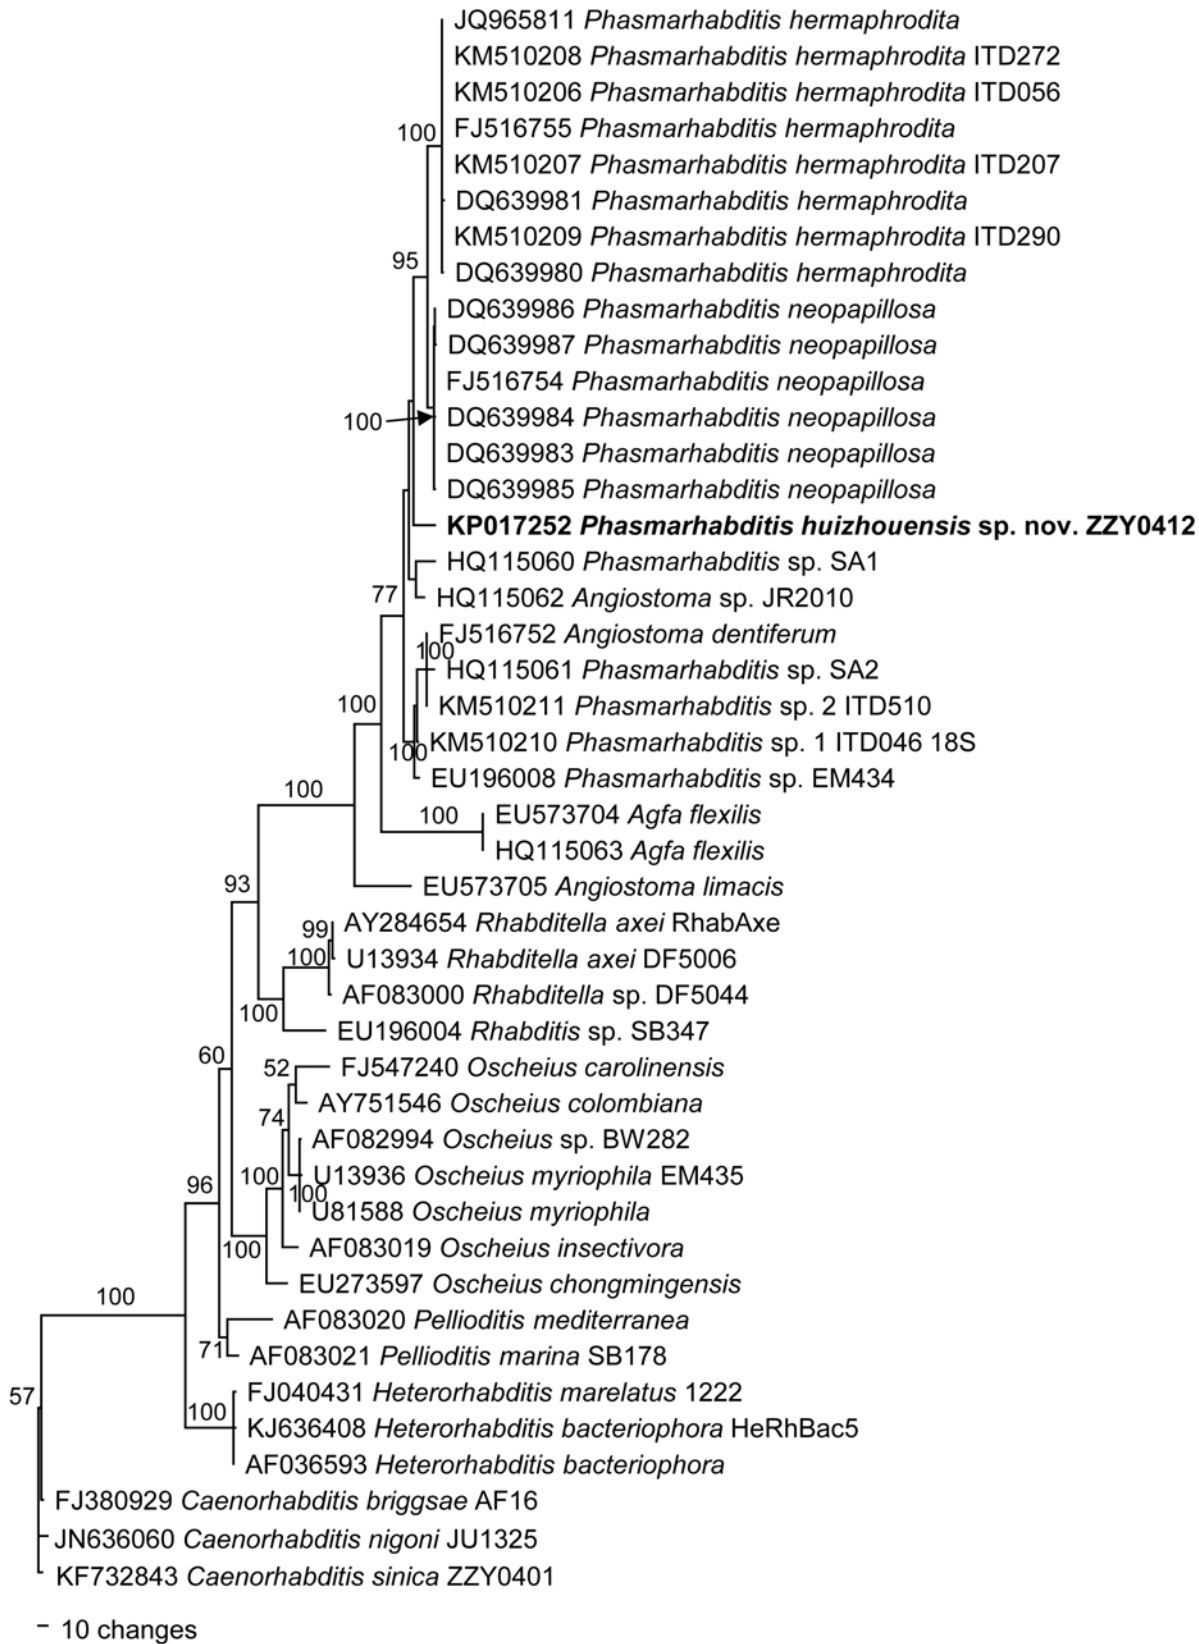 JQ965811 Phasmarhabditis hermaphrodita
KM510208 Phasmarhabditis hermaphrodita ITD272
KM510206 Phasmarhabditis hermaphrodita ITD056
100 FJ516755 Phasmarhabditis hermaphrodita
KM510207 Phasmarhabditis hermaphrodita ITD207
DQ639981 Phasmarhabditis hermaphrodita
KM510209 Phasmarhabditis hermaphrodita ITD290
95
DQ639980 Phasmarhabditis hermaphrodita
DQ639986 Phasmarhabditis neopapillosa
DQ639987 Phasmarhabditis neopapillosa
FJ516754 Phasmarhabditis neopapillosa
100 DQ639984 Phasmarhabditis neopapillosa
DQ639983 Phasmarhabditis neopapillosa
DQ639985 Phasmarhabditis neopapillosa
KP017252 Phasmarhabditis huizhouensis sp. nov. ZZY0412
HQ115060 Phasmarhabditis sp. SA1
77 HQ115062 Angiostoma sp. JR2010
FJ516752 Angiostoma dentiferum
100
HQ115061 Phasmarhabditis sp. SA2
100 KM510211 Phasmarhabditis sp. 2 ITD510
KM510210 Phasmarhabditis sp. 1 ITD046 18S
100
EU196008 Phasmarhabditis sp. EM434
100
100 EU573704 Agfa flexilis
HQ115063 Agfa flexilis
93 EU573705 Angiostoma limacis
99 AY284654 Rhabditella axei RhabAxe
100 U13934 Rhabditella axei DF5006
AF083000 Rhabditella sp. DF5044
100
EU196004 Rhabditis sp. SB347
60
52 FJ547240 Oscheius carolinensis
AY751546 Oscheius colombiana
74
AF082994 Oscheius sp. BW282
100 U13936 Oscheius myriophila EM435
96 100
U81588 Oscheius myriophila
100 AF083019 Oscheius insectivora
EU273597 Oscheius chongmingensis
100
AF083020 Pellioditis mediterranea
71 AF083021 Pellioditis marina SB178
57 FJ040431 Heterorhabditis marelatus 1222
100
KJ636408 Heterorhabditis bacteriophora HeRhBac5
AF036593 Heterorhabditis bacteriophora
FJ380929 Caenorhabditis briggsae AF16
JN636060 Caenorhabditis nigoni JU1325
KF732843 Caenorhabditis sinica ZZY0401
10 changes